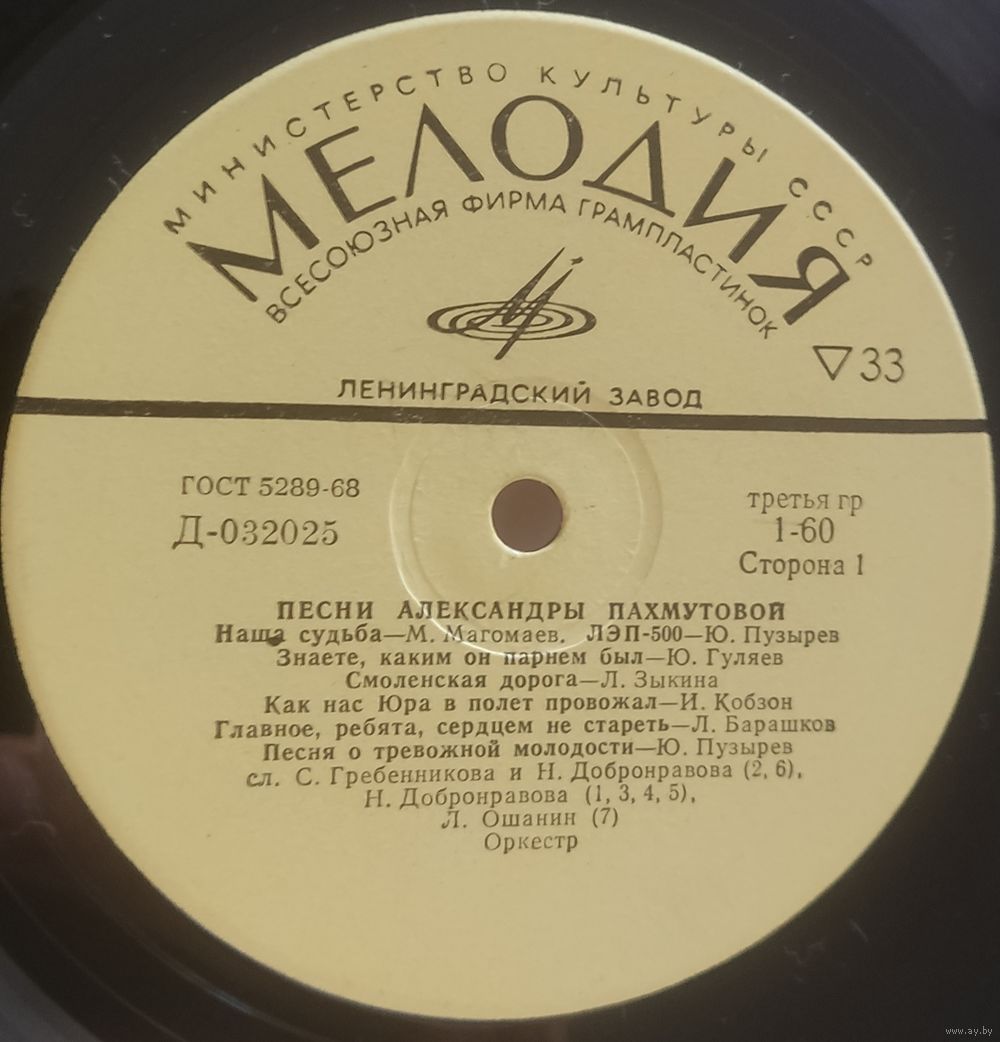 МИНИСТЕРСТВО КУЛЬТУРЫ СССР
МЕЛОДИЯ
ВСЕСОЮЗНАЯ ФИРМА ГРАМПЛАСТИНОК
▽33
ЛЕНИНГРАДСКИЙ ЗАВОД
ГОСТ 5289-68
Д-032025
третья гр
1-60
Сторона 1
ПЕСНИ АЛЕКСАНДРЫ ПАХМУТОВОЙ
Наша судьба—М. Магомаев. ЛЭП-500—Ю. Пузырев
Знаете, каким он парнем был—Ю. Гуляев
Смоленская дорога—Л. Зыкина
Как нас Юра в полет провожал—И. Кобзон
Главное, ребята, сердцем не стареть—Л. Барашков
Песня о тревожной молодости—Ю. Пузырев
сл. С. Гребенникова и Н. Добронравова (2, 6),
Н. Добронравова (1, 3, 4, 5),
Л. Ошанин (7)
Оркестр
www.ay.by